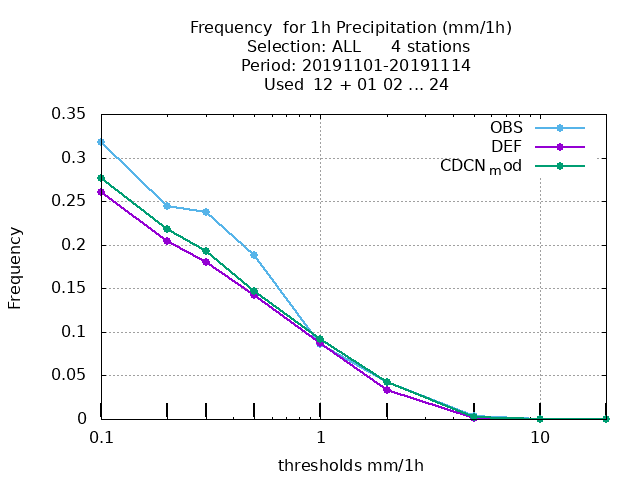 Frequency  for 1h Precipitation (mm/1h)
Selection: ALL      4 stations
Period: 20191101-20191114
Used  12 + 01 02 ... 24
0.35
0.3
0.25
0.2
0.15
0.1
0.05
0
Frequency
OBS
DEF
CDCNmod
0.1
1
10
thresholds mm/1h